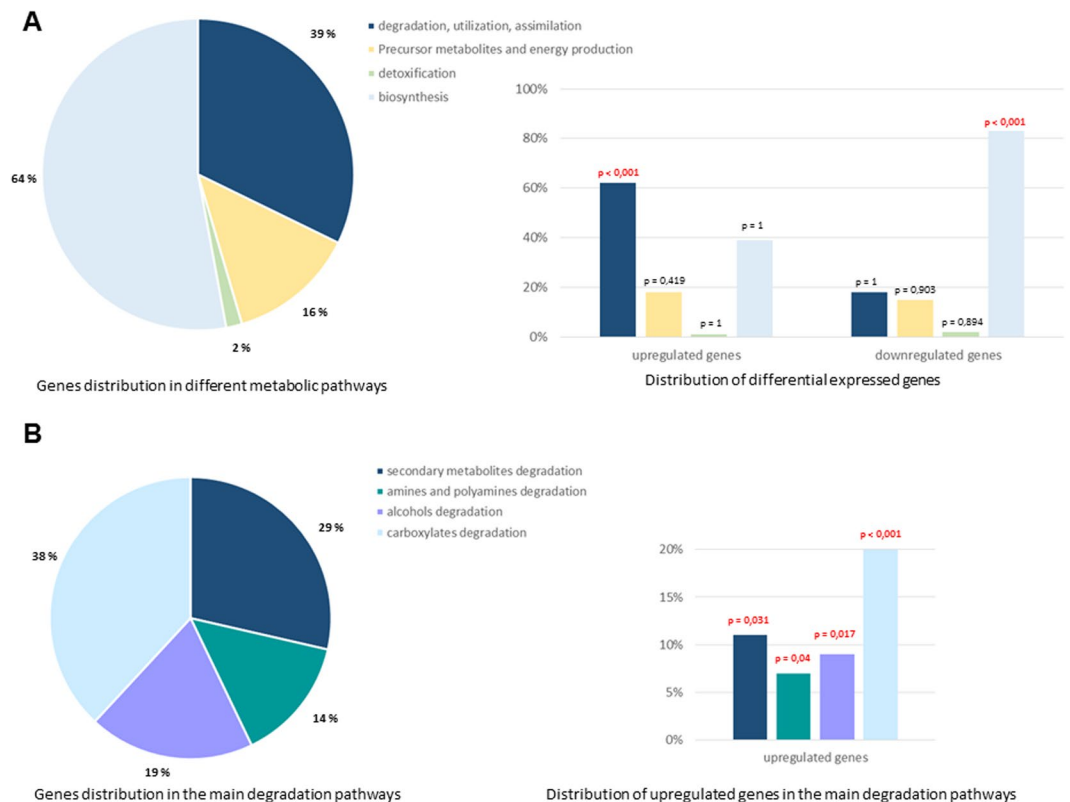 A
39 %
64 %
16 %
2 %
degradation, utilization, assimilation
Precursor metabolites and energy production
detoxification
biosynthesis
Genes distribution in different metabolic pathways
100%
80%
60%
40%
20%
0%
p < 0,001
p = 0,419
p = 1
p = 1
p = 1
p = 0,903
p = 0,894
p < 0,001
upregulated genes
downregulated genes
Distribution of differential expressed genes
B
29 %
38 %
14 %
19 %
secondary metabolites degradation
amines and polyamines degradation
alcohols degradation
carboxylates degradation
Genes distribution in the main degradation pathways
20%
15%
10%
5%
0%
p = 0,031
p = 0,04
p = 0,017
p < 0,001
upregulated genes
Distribution of upregulated genes in the main degradation pathways